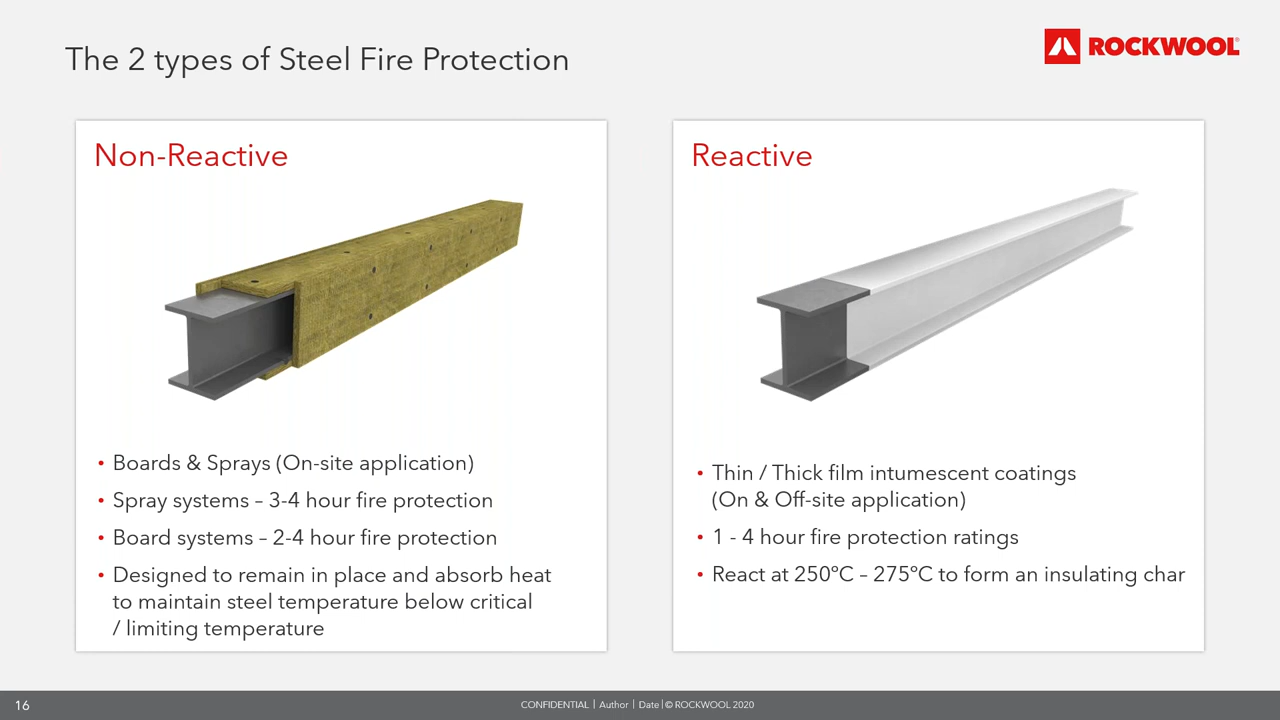 The 2 types of Steel Fire Protection
ROCKWOOL®
Non-Reactive
• Boards & Sprays (On-site application)
• Spray systems – 3-4 hour fire protection
• Board systems – 2-4 hour fire protection
• Designed to remain in place and absorb heat
to maintain steel temperature below critical
/ limiting temperature
Reactive
• Thin / Thick film intumescent coatings
(On & Off-site application)
• 1 - 4 hour fire protection ratings
• React at 250ºC – 275ºC to form an insulating char
16
CONFIDENTIAL | Author | Date | © ROCKWOOL 2020